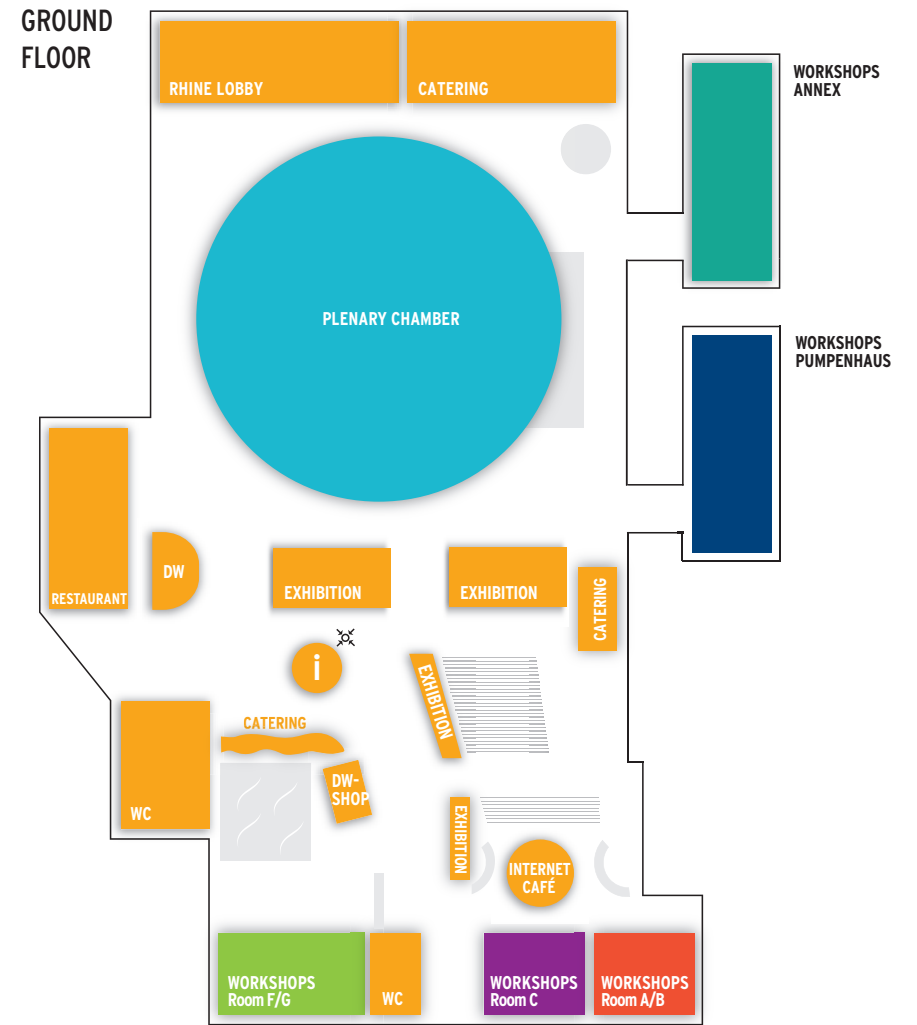 GROUND
FLOOR
RHINE LOBBY
CATERING
WORKSHOPS
ANNEX
PLENARY CHAMBER
WORKSHOPS
PUMPENHAUS
RESTAURANT
DW
EXHIBITION
EXHIBITION
CATERING
i
EXHIBITION
CATERING
DW-
SHOP
WC
EXHIBITION
INTERNET
CAFÉ
WORKSHOPS
Room F/G
WC
WORKSHOPS
Room C
WORKSHOPS
Room A/B